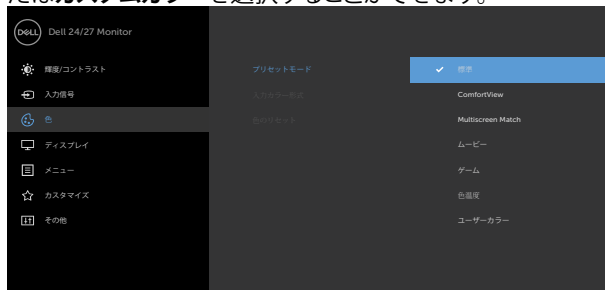 たはカスタムカラーを選択することができます。
DELL
Dell 24/27 Monitor
輝度/コントラスト
入力信号
色
ディスプレイ
メニュー
カスタマイズ
その他
プリセットモード
入力カラー形式
色のリセット
標準
ComfortView
Multiscreen Match
ムービー
ゲーム
色温度
ユーザーカラー